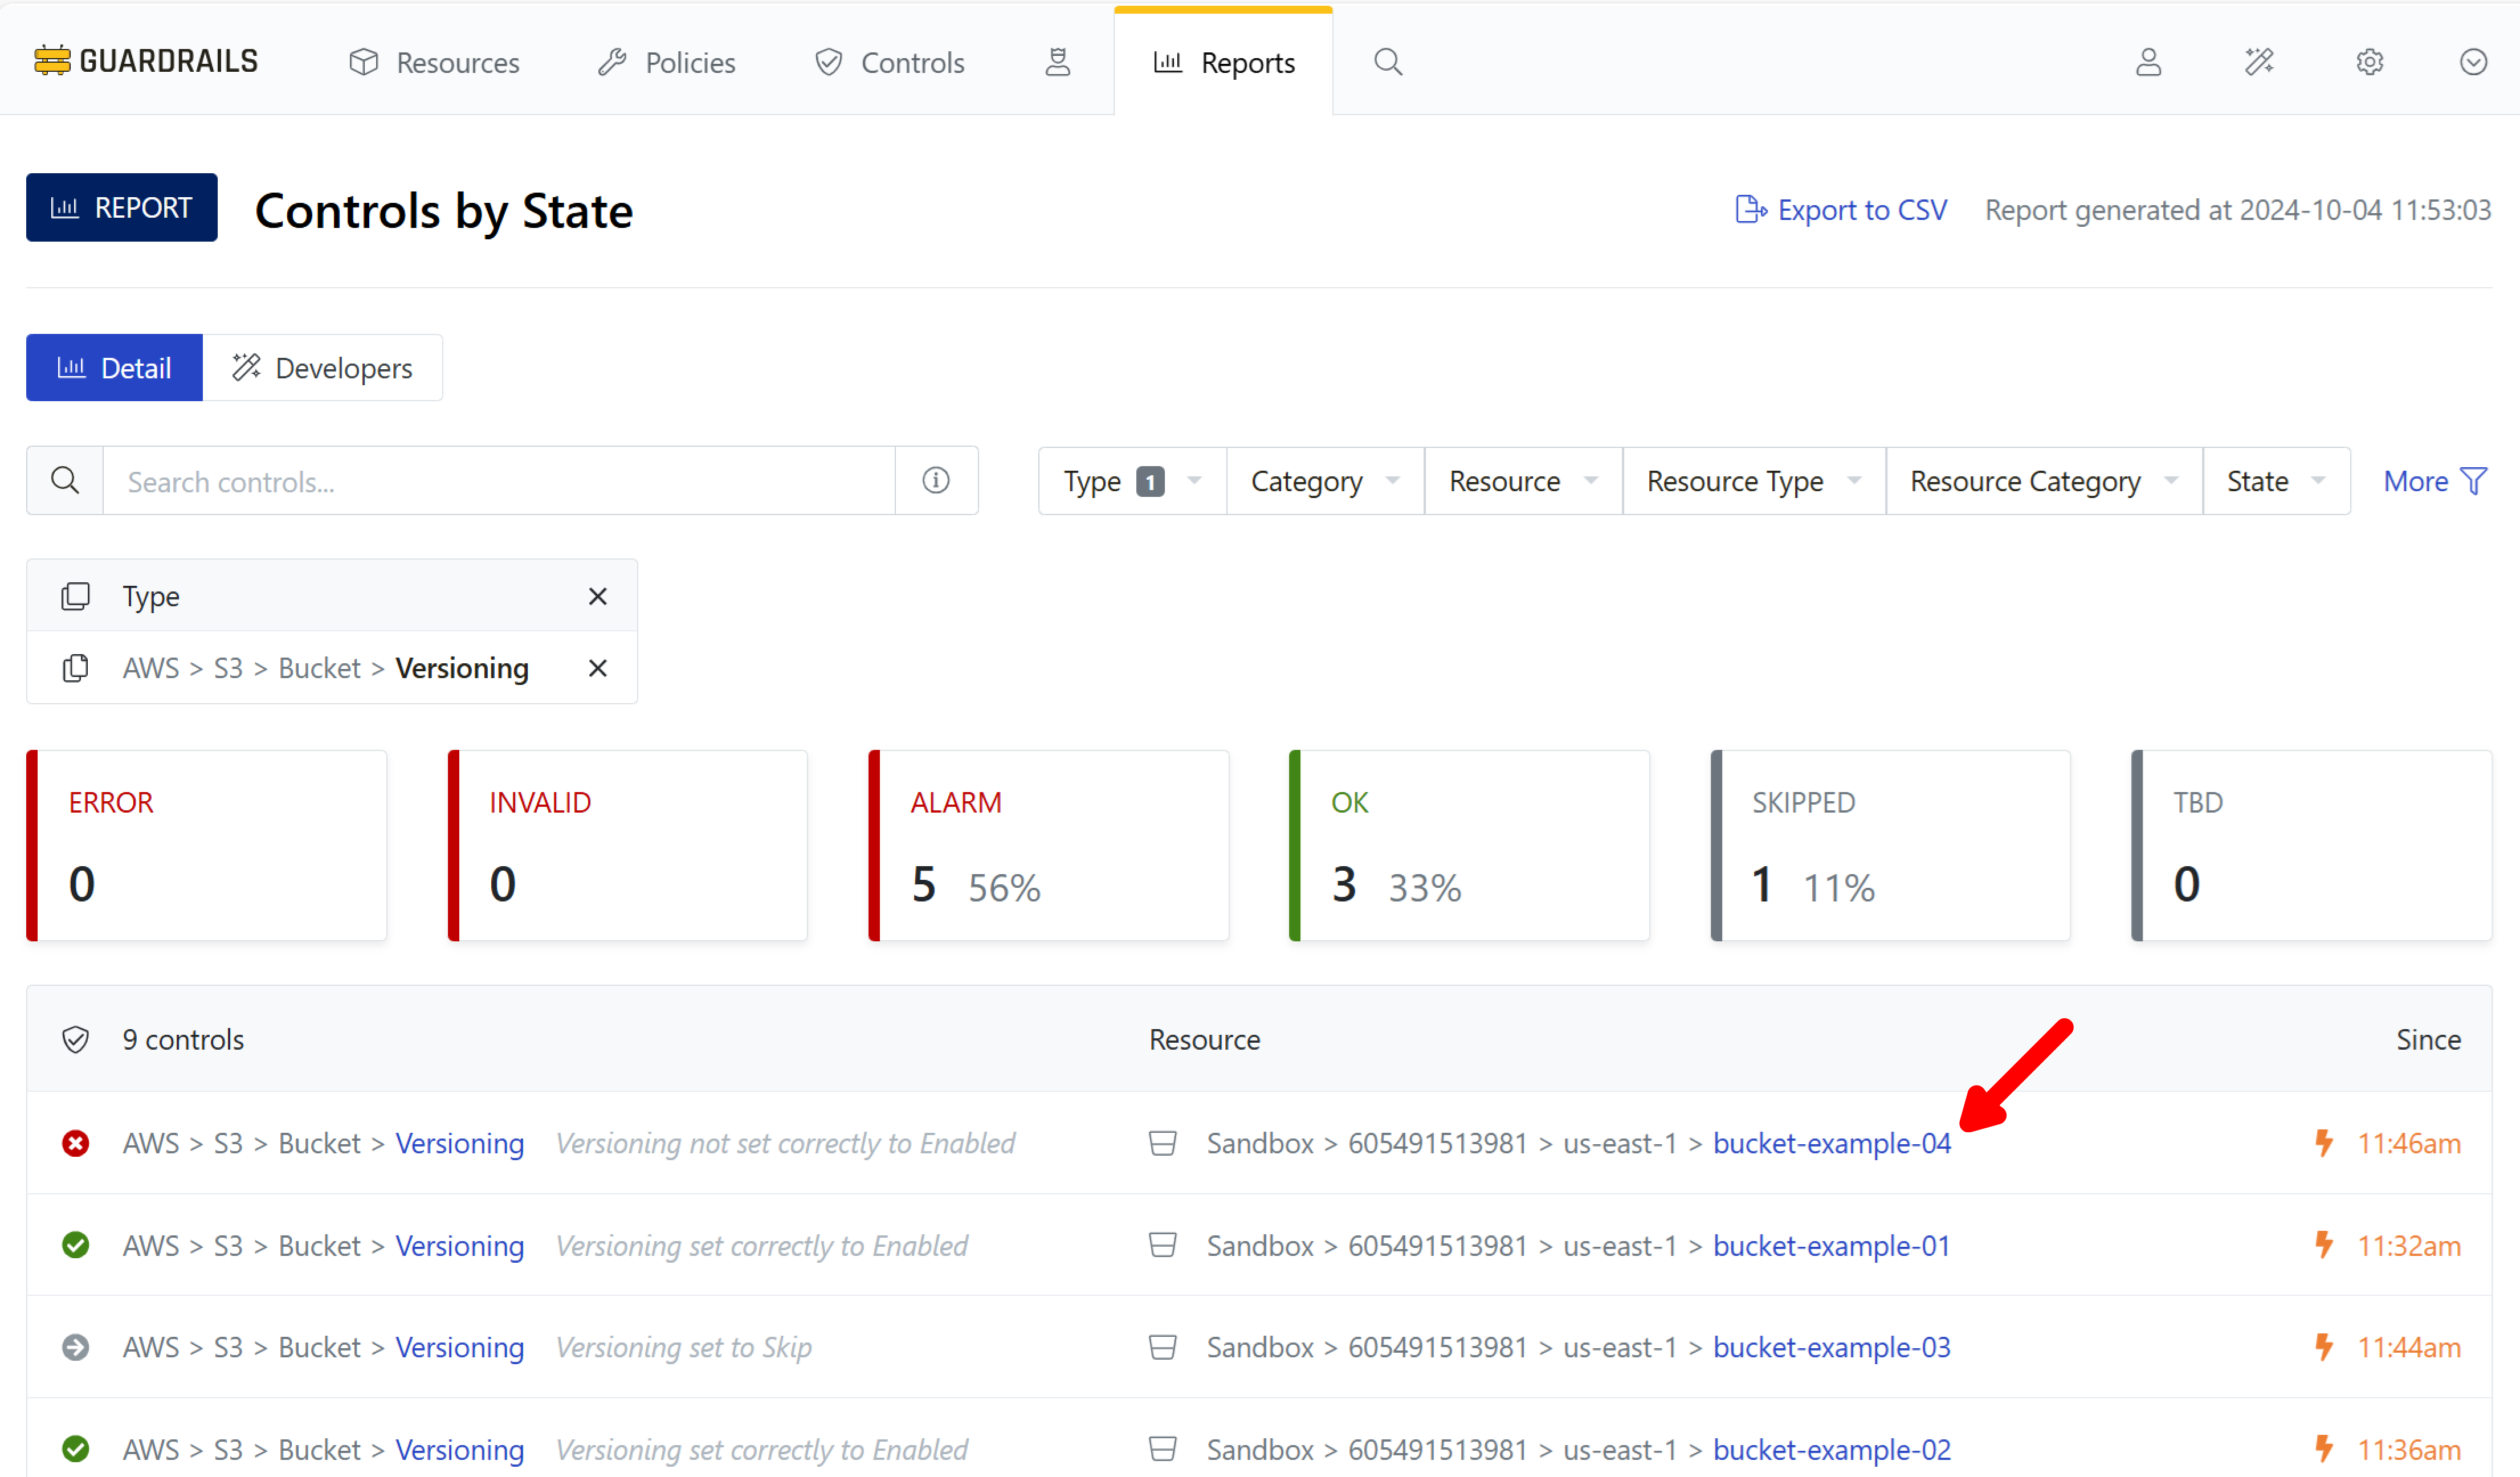 GUARDRAILS Resources Policies Controls Reports
REPORT Controls by State Export to CSV Report generated at 2024-10-04 11:53:03
Detail Developers
Search controls... Type 1 Category Resource Resource Type Resource Category State More
Type
AWS > S3 > Bucket > Versioning
ERROR INVALID ALARM OK SKIPPED TBD
0 0 5 56% 3 33% 1 11% 0
9 controls Resource Since
AWS > S3 > Bucket > Versioning Versioning not set correctly to Enabled Sandbox > 605491513981 > us-east-1 > bucket-example-04 11:46am
AWS > S3 > Bucket > Versioning Versioning set correctly to Enabled Sandbox > 605491513981 > us-east-1 > bucket-example-01 11:32am
AWS > S3 > Bucket > Versioning Versioning set to Skip Sandbox > 605491513981 > us-east-1 > bucket-example-03 11:44am
AWS > S3 > Bucket > Versioning Versioning set correctly to Enabled Sandbox > 605491513981 > us-east-1 > bucket-example-02 11:36am